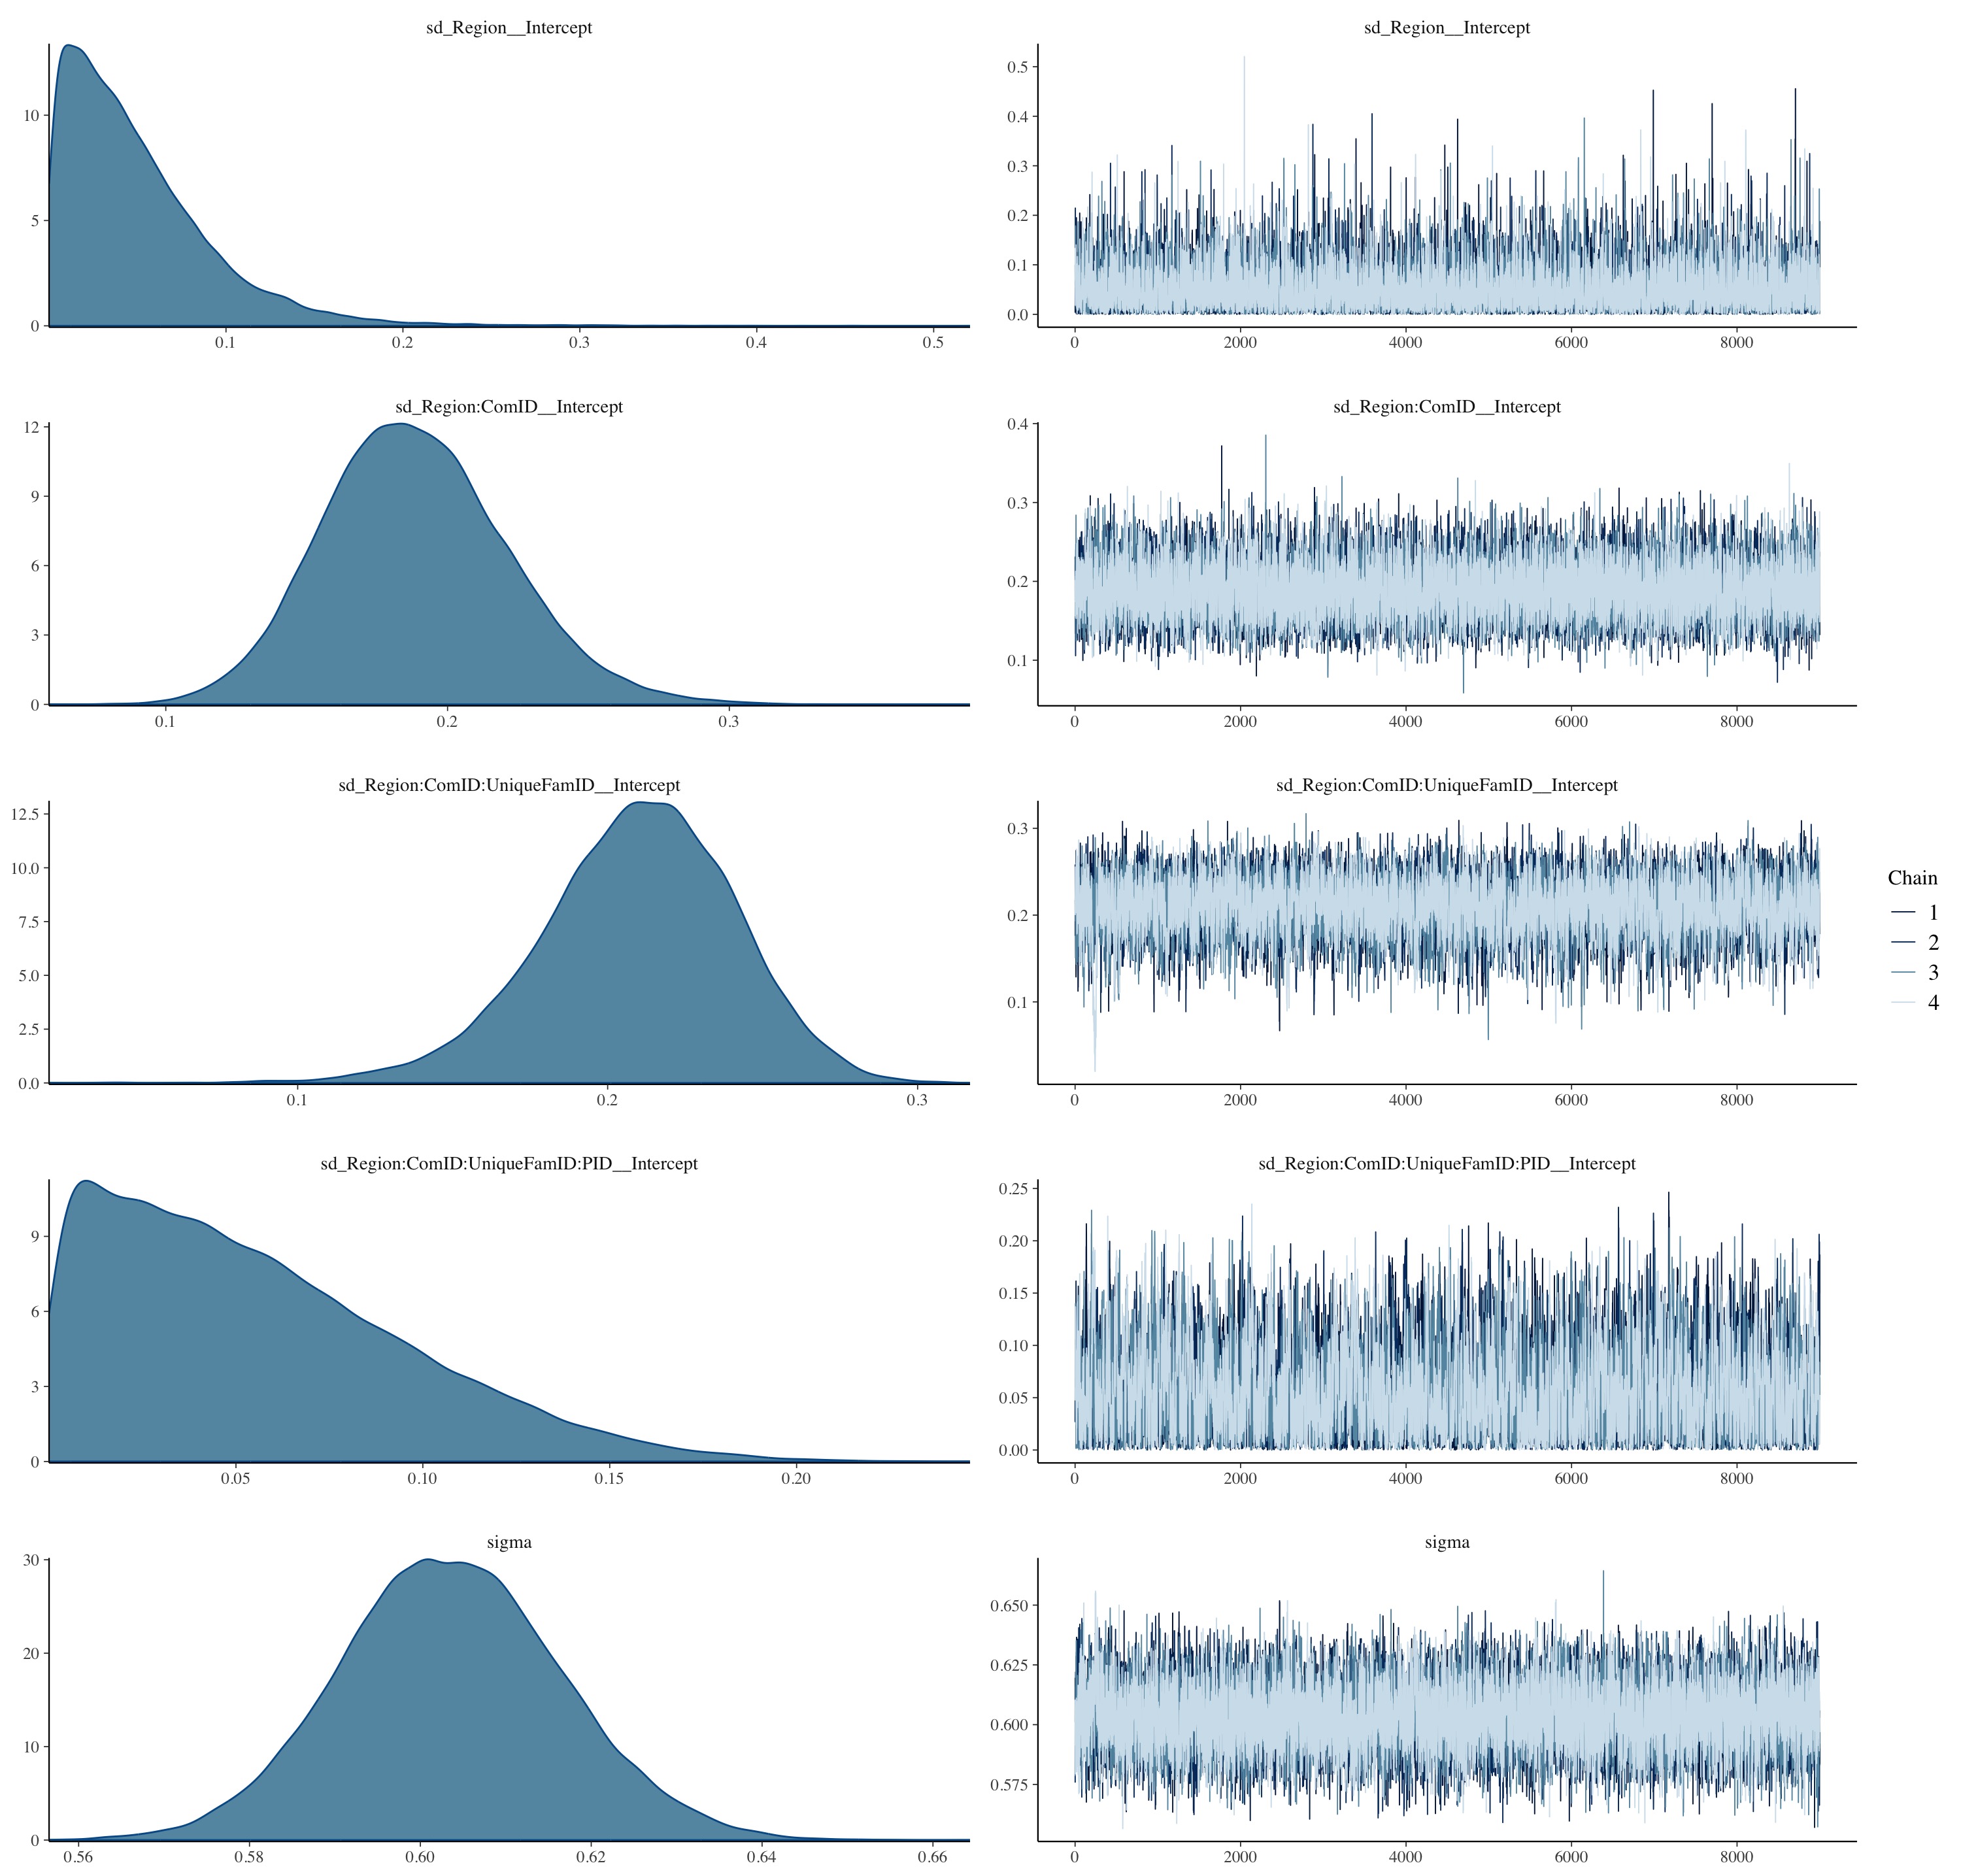 sd_Region__Intercept
10
5
0
0.1 0.2 0.3 0.4 0.5
sd_Region__Intercept
0.5
0.4
0.3
0.2
0.1
0.0
0 2000 4000 6000 8000
sd_Region:ComID__Intercept
12
9
6
3
0
0.1 0.2 0.3
sd_Region:ComID__Intercept
0.4
0.3
0.2
0.1
0 2000 4000 6000 8000
sd_Region:ComID:UniqueFamID__Intercept
12.5
10.0
7.5
5.0
2.5
0.0
0.1 0.2 0.3
sd_Region:ComID:UniqueFamID__Intercept
0.3
0.2
0.1
0 2000 4000 6000 8000
Chain
1
2
3
4
sd_Region:ComID:UniqueFamID:PID__Intercept
9
6
3
0
0.05 0.10 0.15 0.20
sd_Region:ComID:UniqueFamID:PID__Intercept
0.25
0.20
0.15
0.10
0.05
0.00
0 2000 4000 6000 8000
sigma
30
20
10
0
0.56 0.58 0.60 0.62 0.64 0.66
sigma
0.650
0.625
0.600
0.575
0 2000 4000 6000 8000